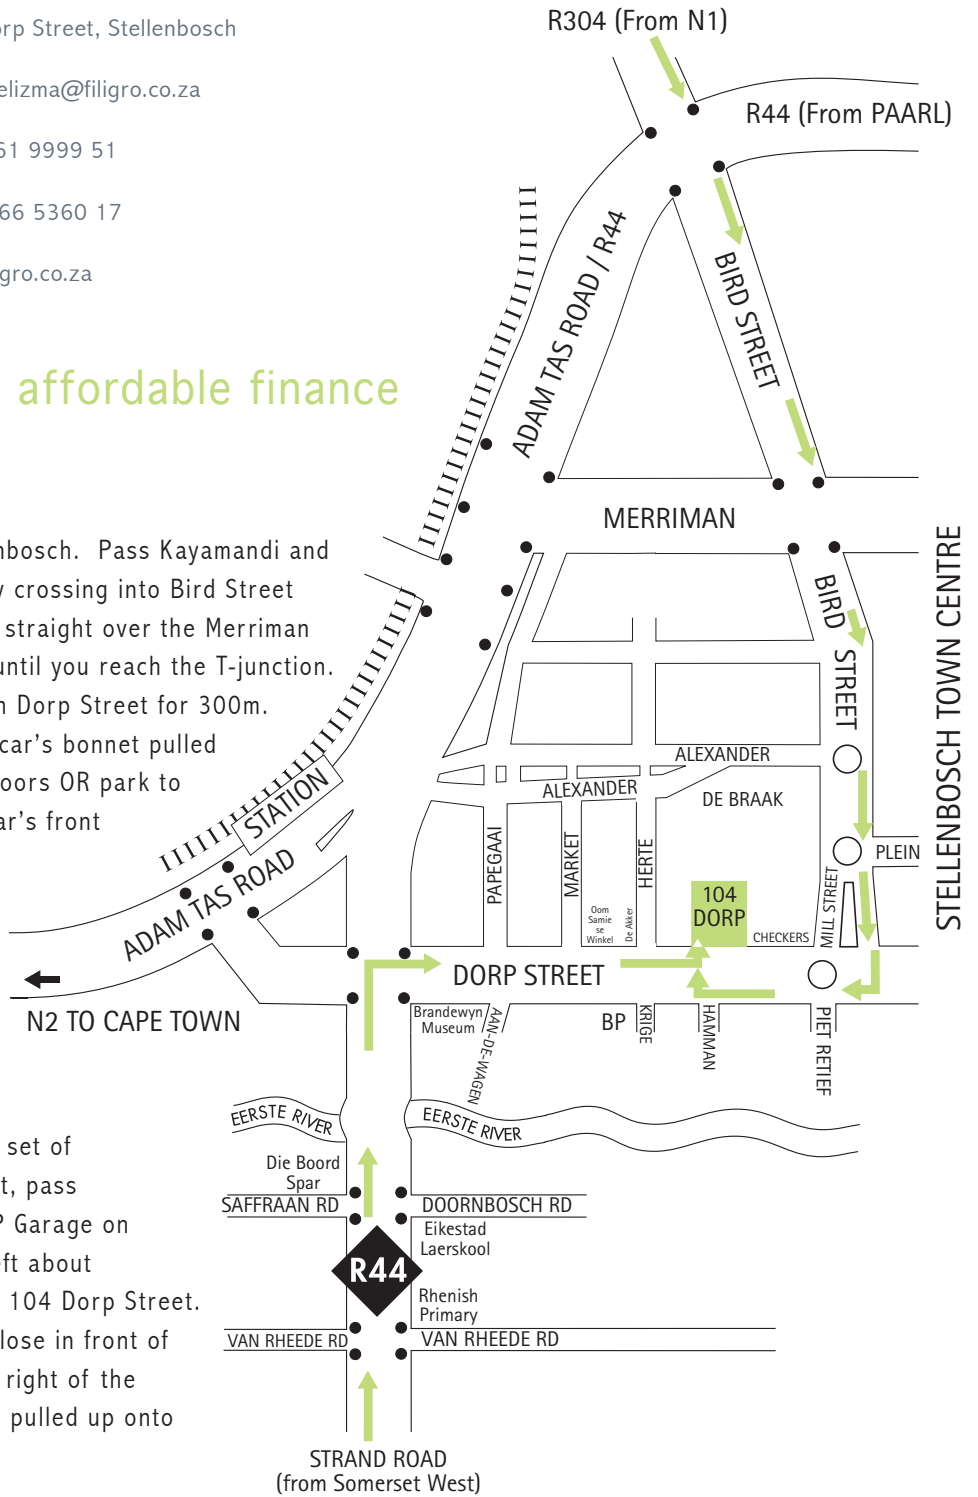 orp Street, Stellenbosch
elizma@filigro.co.za
61 9999 51
66 5360 17
gro.co.za
affordable finance
nbosch. Pass Kayamandi and
y crossing into Bird Street
straight over the Merriman
until you reach the T-junction.
n Dorp Street for 300m.
car's bonnet pulled
oors OR park to
ar's front
set of
t, pass
P Garage on
eft about
104 Dorp Street.
lose in front of
right of the
pulled up onto
R304 (From N1)
R44 (From PAARL)
ADAM TAS ROAD / R44
BIRD STREET
MERRIMAN
BIRD STREET
STELLENBOSCH TOWN CENTRE
ALEXANDER
ALEXANDER
DE BRAAK
STATION
ADAM TAS ROAD
PAPEGAAI
MARKET
HERTE
Oom
Samie
se
Winkel
De Akker
104
DORP
CHECKERS
MILL STREET
PLEIN
DORP STREET
N2 TO CAPE TOWN
Brandewyn
Museum
AAN-DE-WAGEN
BP
KRIGE
HAMMAN
PIET RETIEF
EERSTE RIVER
EERSTE RIVER
Die Boord
Spar
SAFFRAAN RD
DOORNBOSCH RD
Eikestad
Laerskool
R44
Rhenish
Primary
VAN RHEEDE RD
VAN RHEEDE RD
STRAND ROAD
(from Somerset West)